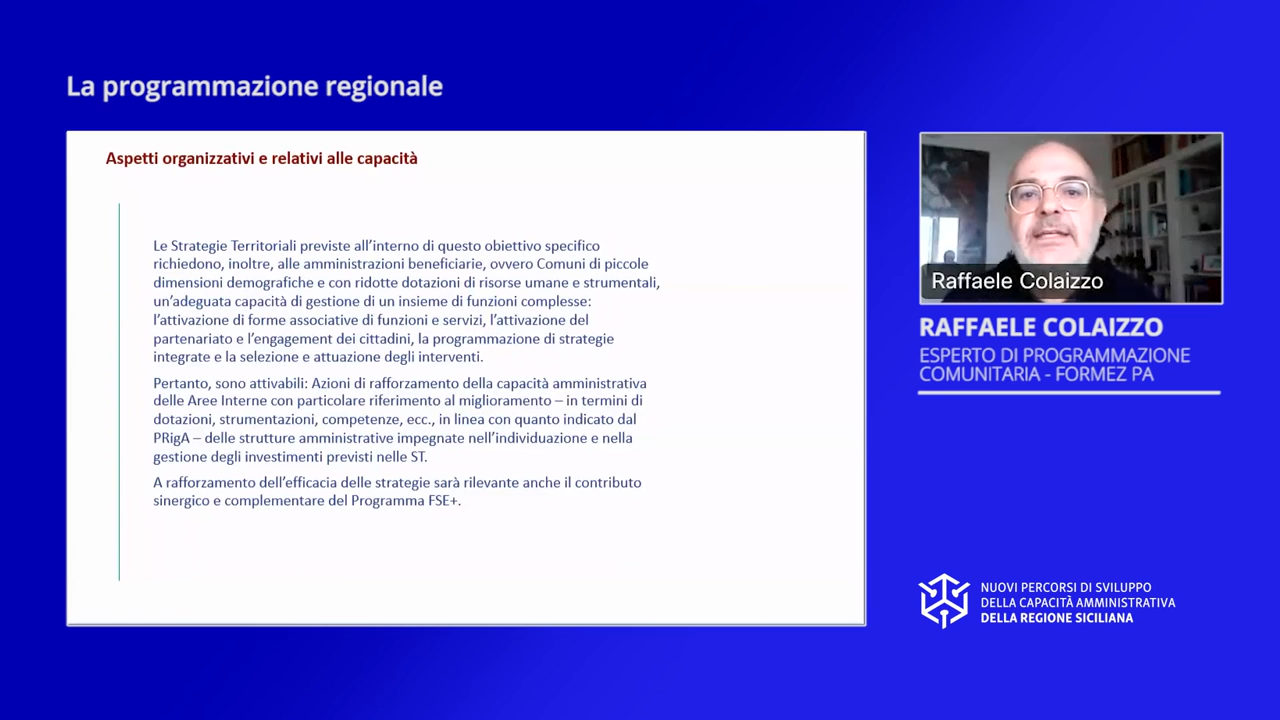 La programmazione regionale
Aspetti organizzativi e relativi alle capacità
Le Strategie Territoriali previste all’interno di questo obiettivo specifico
richiedono, inoltre, alle amministrazioni beneficiarie, ovvero Comuni di piccole
dimensioni demografiche e con ridotte dotazioni di risorse umane e strumentali,
un’adeguata capacità di gestione di un insieme di funzioni complesse:
l’attivazione di forme associative di funzioni e servizi, l’attivazione del
partenariato e l’engagement dei cittadini, la programmazione di strategie
integrate e la selezione e attuazione degli interventi.
Pertanto, sono attivabili: Azioni di rafforzamento della capacità amministrativa
delle Aree Interne con particolare riferimento al miglioramento – in termini di
dotazioni, strumentazioni, competenze, ecc., in linea con quanto indicato dal
PRigA – delle strutture amministrative impegnate nell’individuazione e nella
gestione degli investimenti previsti nelle ST.
A rafforzamento dell’efficacia delle strategie sarà rilevante anche il contributo
sinergico e complementare del Programma FSE+.
Raffaele Colaizzo
RAFFAELE COLAIZZO
ESPERTO DI PROGRAMMAZIONE
COMUNITARIA - FORMEZ PA
NUOVI PERCORSI DI SVILUPPO
DELLA CAPACITÀ AMMINISTRATIVA
DELLA REGIONE SICILIANA